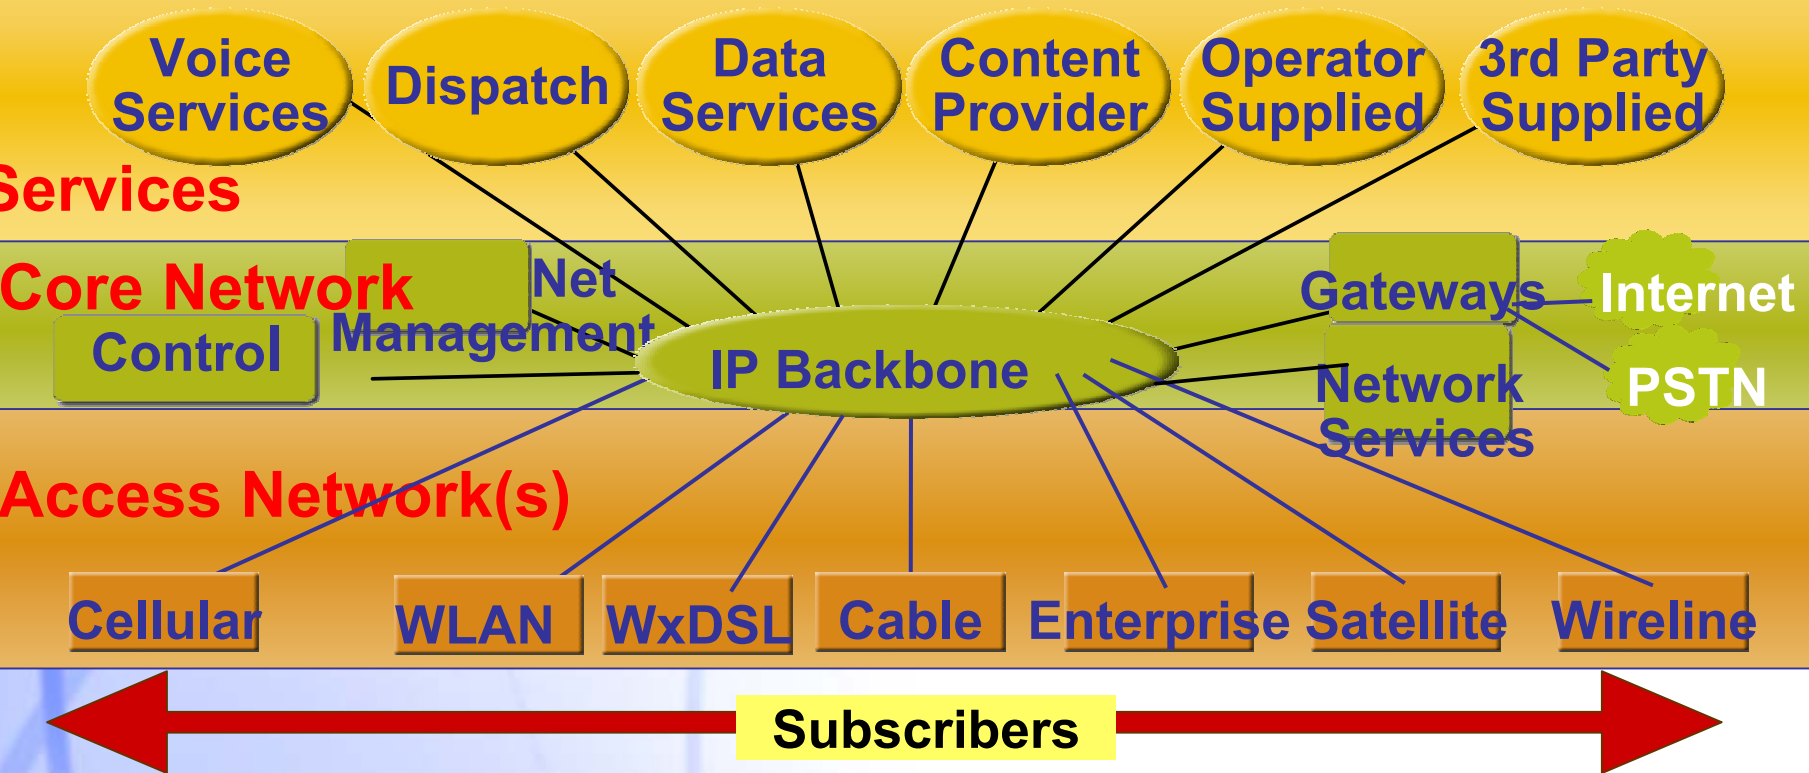 Voice
Services
Dispatch
Data
Services
Content
Provider
Operator
Supplied
3rd Party
Supplied
Services
Core Network
Net
Management
Control
IP Backbone
Gateways
Network
Services
Internet
PSTN
Access Network(s)
Cellular
WLAN
WxDSL
Cable
Enterprise
Satellite
Wireline
Subscribers